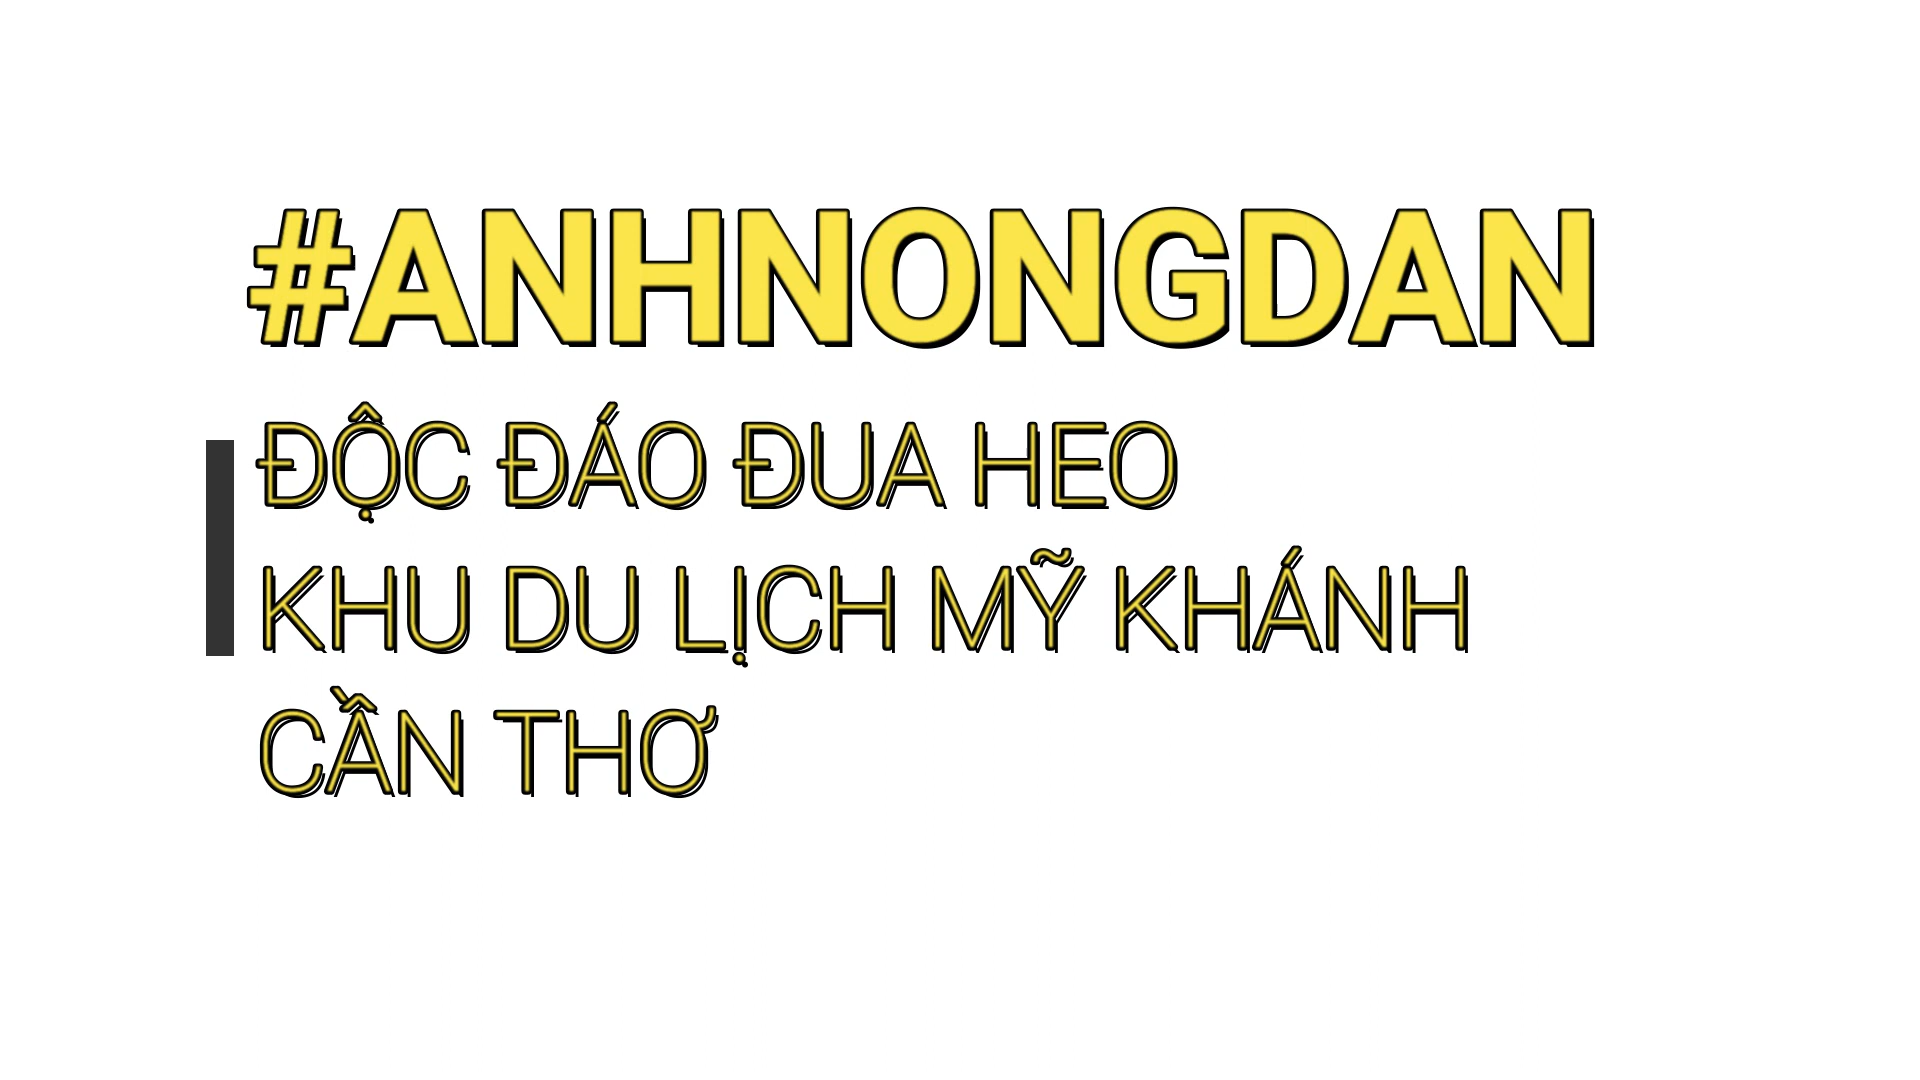 #ANHNONGDAN
ĐỘC ĐÁO ĐUA HEO
KHU DU LỊCH MỸ KHÁNH
CẦN THƠ